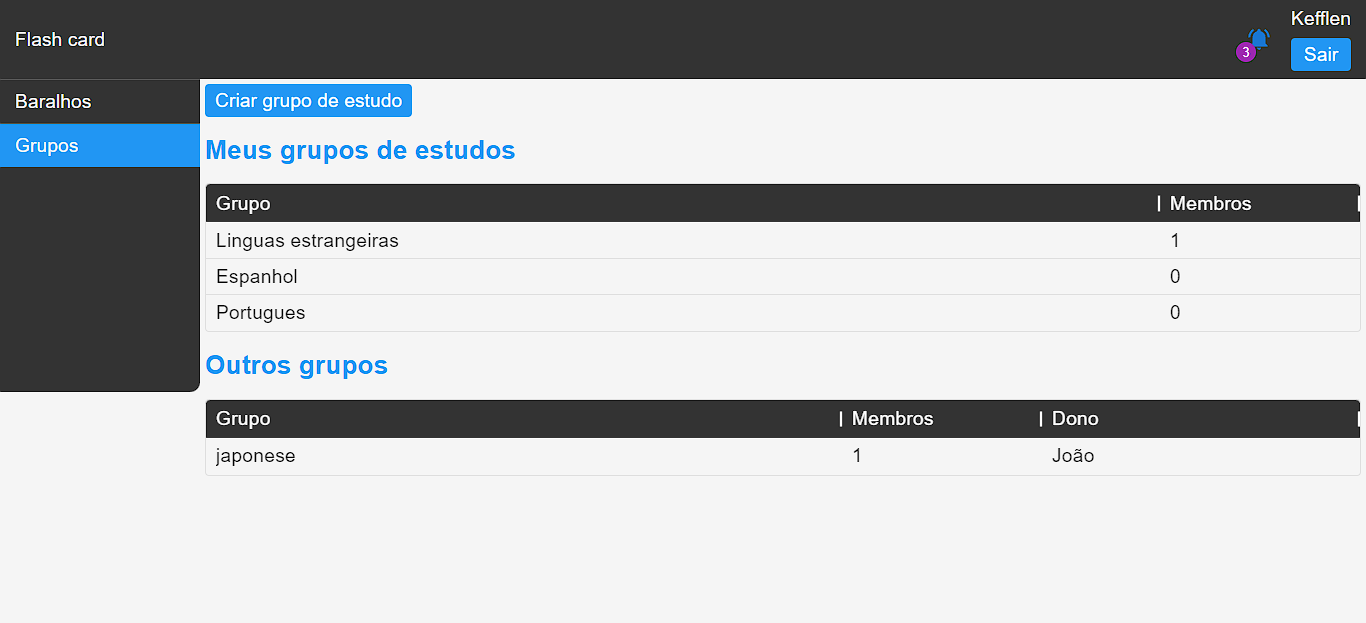 Flash card
3
Kefflen
Sair
Baralhos
Grupos
Criar grupo de estudo
Meus grupos de estudos
Grupo Membros
Linguas estrangeiras 1
Espanhol 0
Portugues 0
Outros grupos
Grupo Membros Dono
japonese 1 João